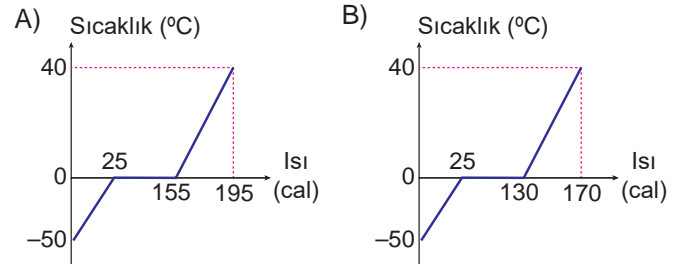 A) Sıcaklık (ºC)
40
25
Isı
0
155 195 (cal)
–50
B) Sıcaklık (ºC)
40
25
Isı
0
130 170 (cal)
–50